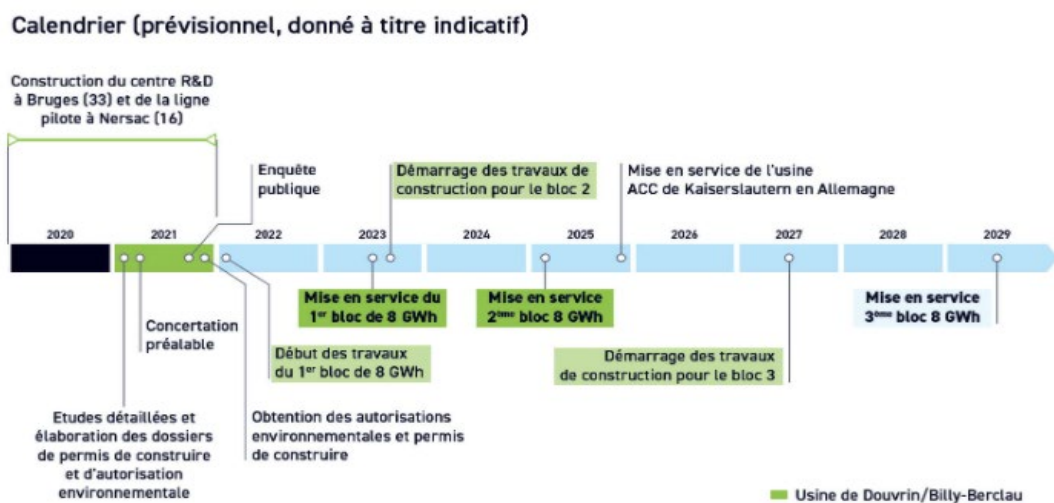 Calendrier (prévisionnel, donné à titre indicatif)
Construction du centre R&D
à Bruges (33) et de la ligne
pilote à Nersac (16)
Enquête
publique
Démarrage des travaux de
construction pour le bloc 2
Mise en service de l'usine
ACC de Kaiserslautern en Allemagne
2020
2021
2022
2023
2024
2025
2026
2027
2028
2029
Mise en service du
1er bloc de 8 GWh
Mise en service
2ème bloc 8 GWh
Mise en service
3ème bloc 8 GWh
Concertation
préalable
Début des travaux
du 1er bloc de 8 GWh
Démarrage des travaux
de construction pour le bloc 3
Etudes détaillées et
élaboration des dossiers
de permis de construire
et d'autorisation
environnementale
Obtention des autorisations
environnementales et permis
de construire
Usine de Douvrin/Billy-Berclau